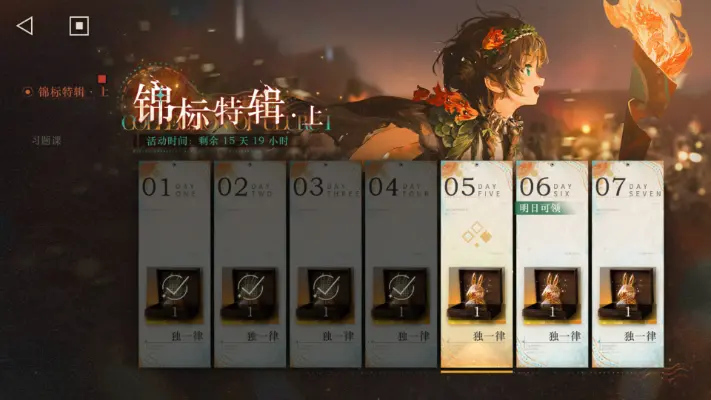 锦标特辑·上
习题课
锦标特辑·上
活动时间：剩余 15 天 19 小时
01 DAY ONE
1
独一律
02 DAY TWO
1
独一律
03 DAY THREE
1
独一律
04 DAY FOUR
1
独一律
05 DAY FIVE
1
独一律
06 DAY SIX
明日可领
1
独一律
07 DAY SEVEN
1
独一律